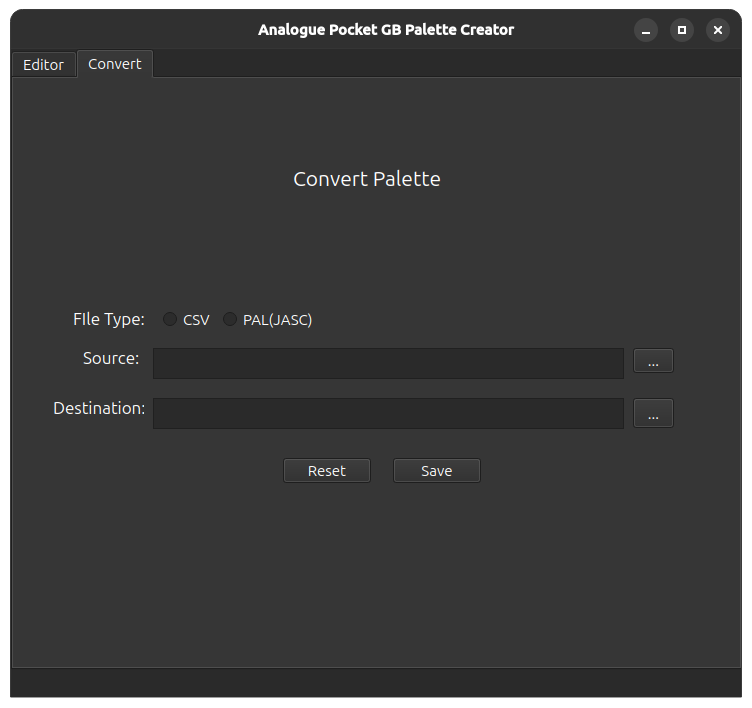 Analogue Pocket GB Palette Creator
Editor Convert
Convert Palette
FIle Type: CSV PAL(JASC)
Source: ...
Destination: ...
Reset Save